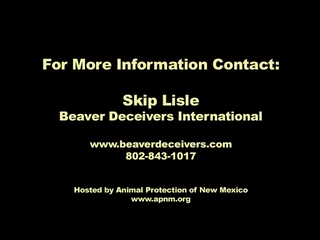 For More Information Contact:
Skip Lisle
Beaver Deceivers International
www.beaverdeceivers.com
802-843-1017
Hosted by Animal Protection of New Mexico
www.apnm.org